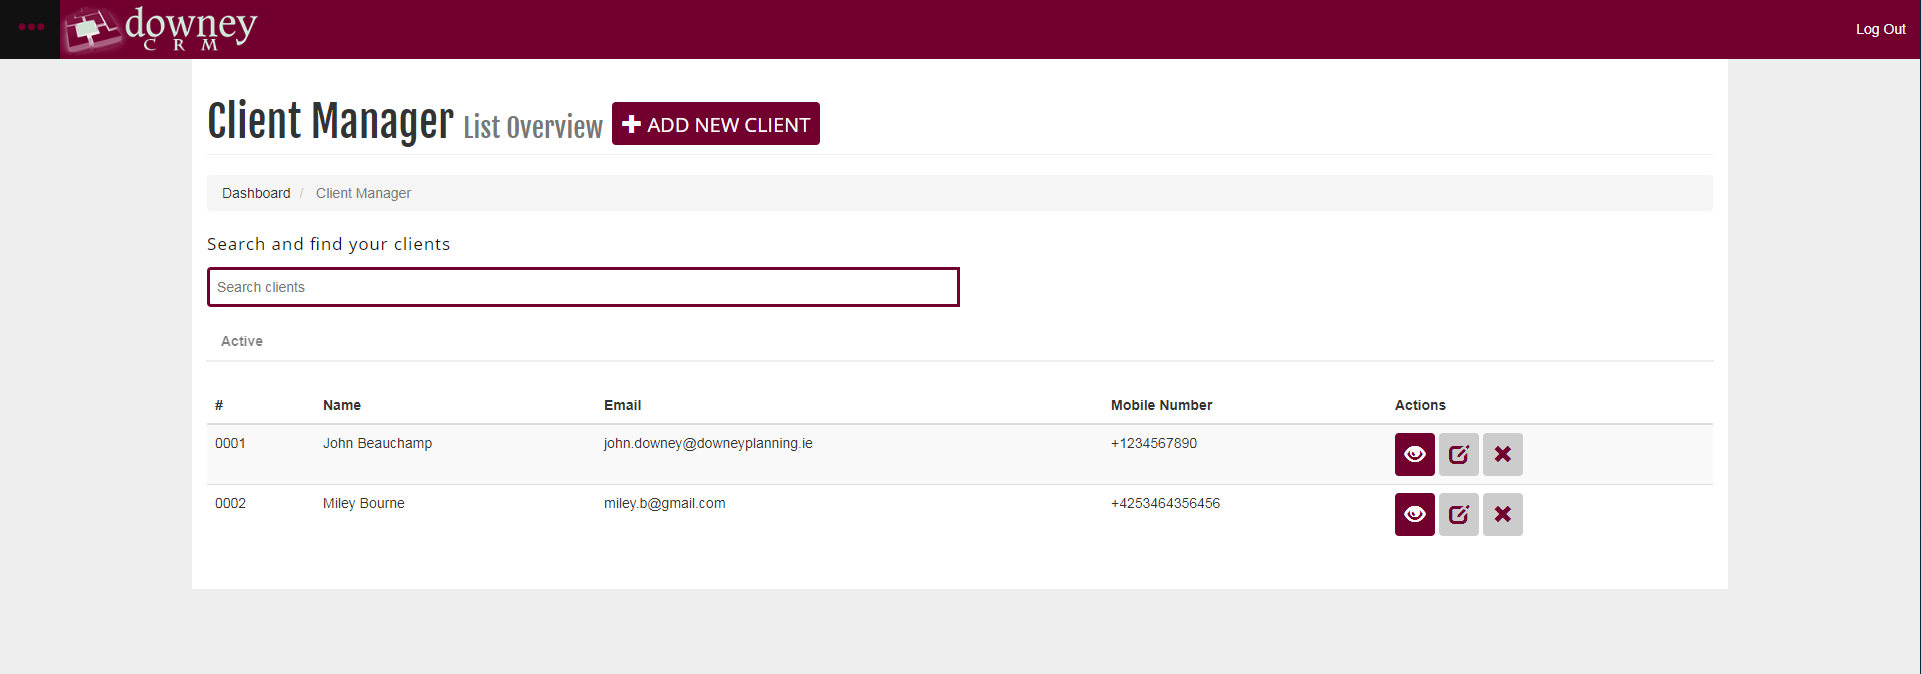 downey
CRM
Log Out
Client Manager List Overview ADD NEW CLIENT
Dashboard / Client Manager
Search and find your clients
Search clients
Active
# Name Email Mobile Number Actions
0001 John Beauchamp john.downey@downeyplanning.ie +1234567890
0002 Miley Bourne miley.b@gmail.com +4253464356456